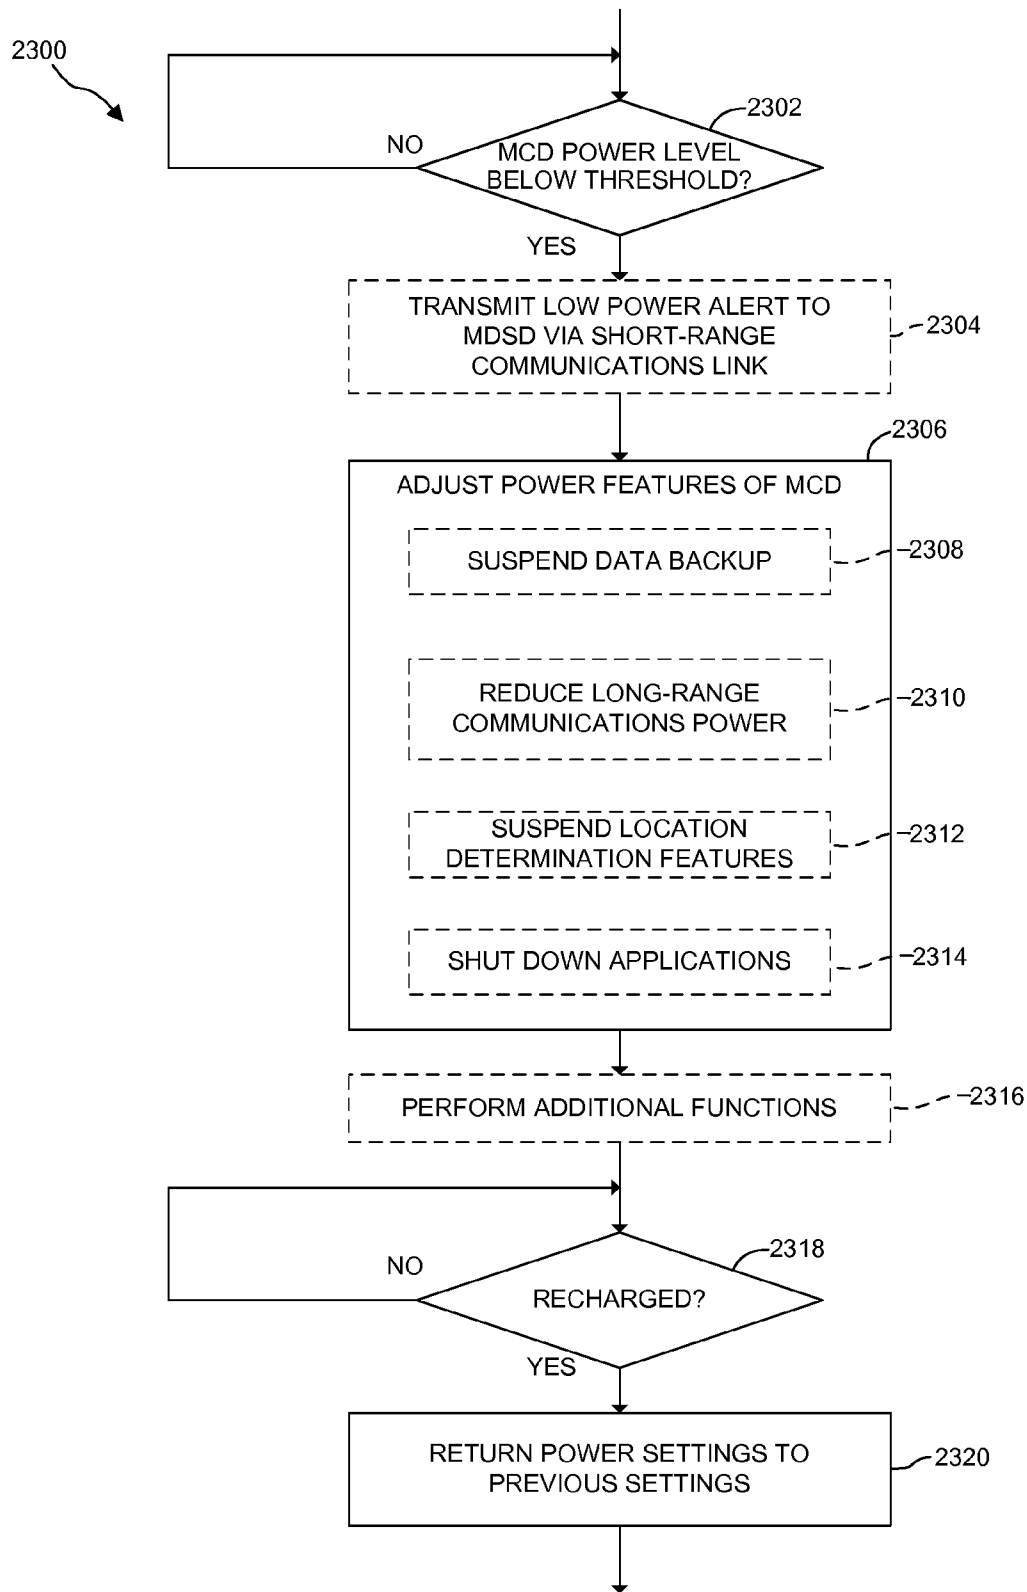 2300
2302
NO
MCD POWER LEVEL
BELOW THRESHOLD?
YES
TRANSMIT LOW POWER ALERT TO
MDSD VIA SHORT-RANGE
COMMUNICATIONS LINK
2304
2306
ADJUST POWER FEATURES OF MCD
SUSPEND DATA BACKUP
2308
REDUCE LONG-RANGE
COMMUNICATIONS POWER
2310
SUSPEND LOCATION
DETERMINATION FEATURES
2312
SHUT DOWN APPLICATIONS
2314
PERFORM ADDITIONAL FUNCTIONS
2316
2318
NO
RECHARGED?
YES
RETURN POWER SETTINGS TO
PREVIOUS SETTINGS
2320